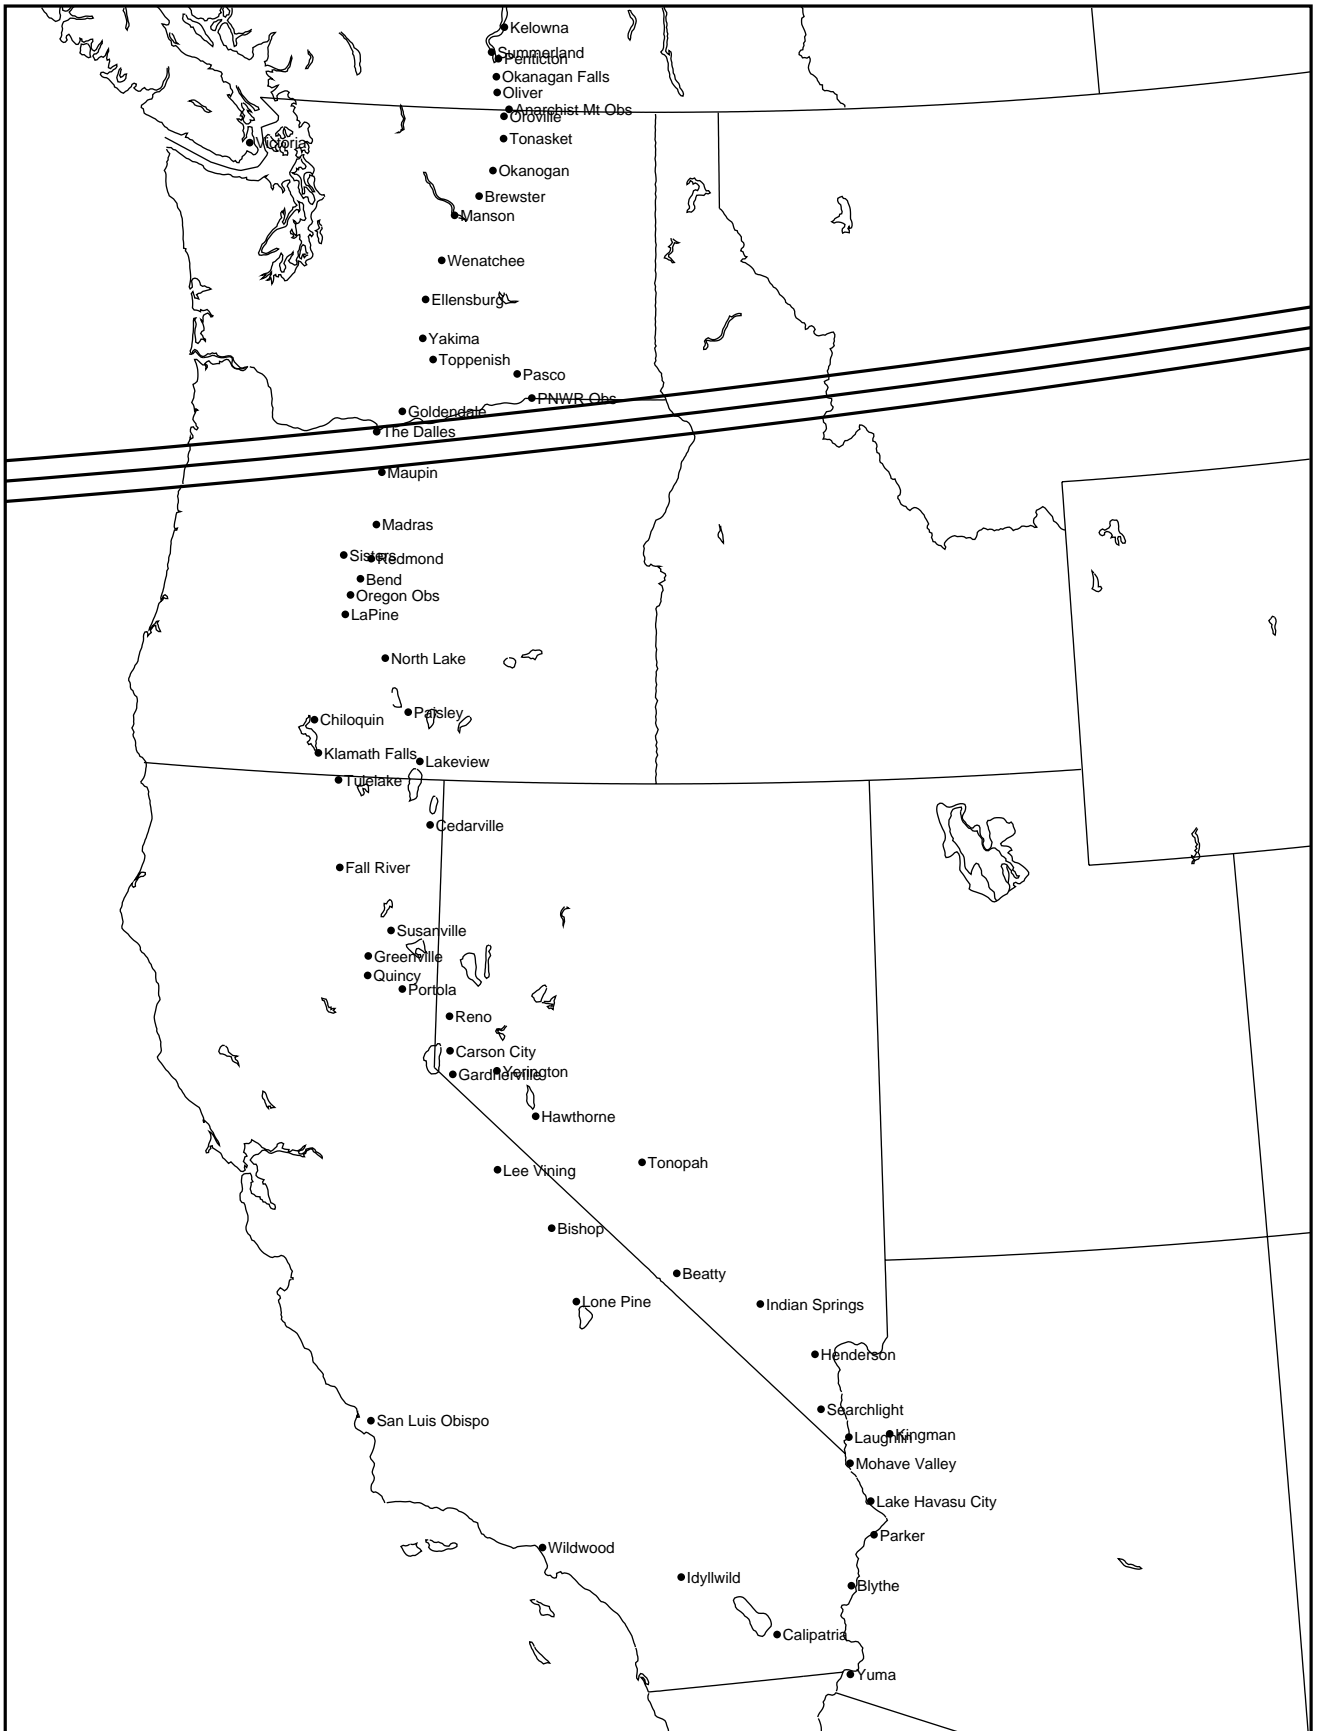 Kelowna
Summerland
Penticton
Okanagan Falls
Oliver
Anarchist Mt Obs
Oroville
Tonasket
Victoria
Okanogan
Brewster
Manson
Wenatchee
Ellensburg
Yakima
Toppenish
Pasco
PNWR Obs
Goldendale
The Dalles
Maupin
Madras
Sisters
Redmond
Bend
Oregon Obs
LaPine
North Lake
Paisley
Chiloquin
Klamath Falls
Lakeview
Tulelake
Cedarville
Fall River
Susanville
Greenville
Quincy
Portola
Reno
Carson City
Yerington
Gardnerville
Hawthorne
Tonopah
Lee Vining
Bishop
Beatty
Lone Pine
Indian Springs
Henderson
Searchlight
San Luis Obispo
Kingman
Laughlin
Mohave Valley
Lake Havasu City
Parker
Wildwood
Idyllwild
Blythe
Calipatria
Yuma